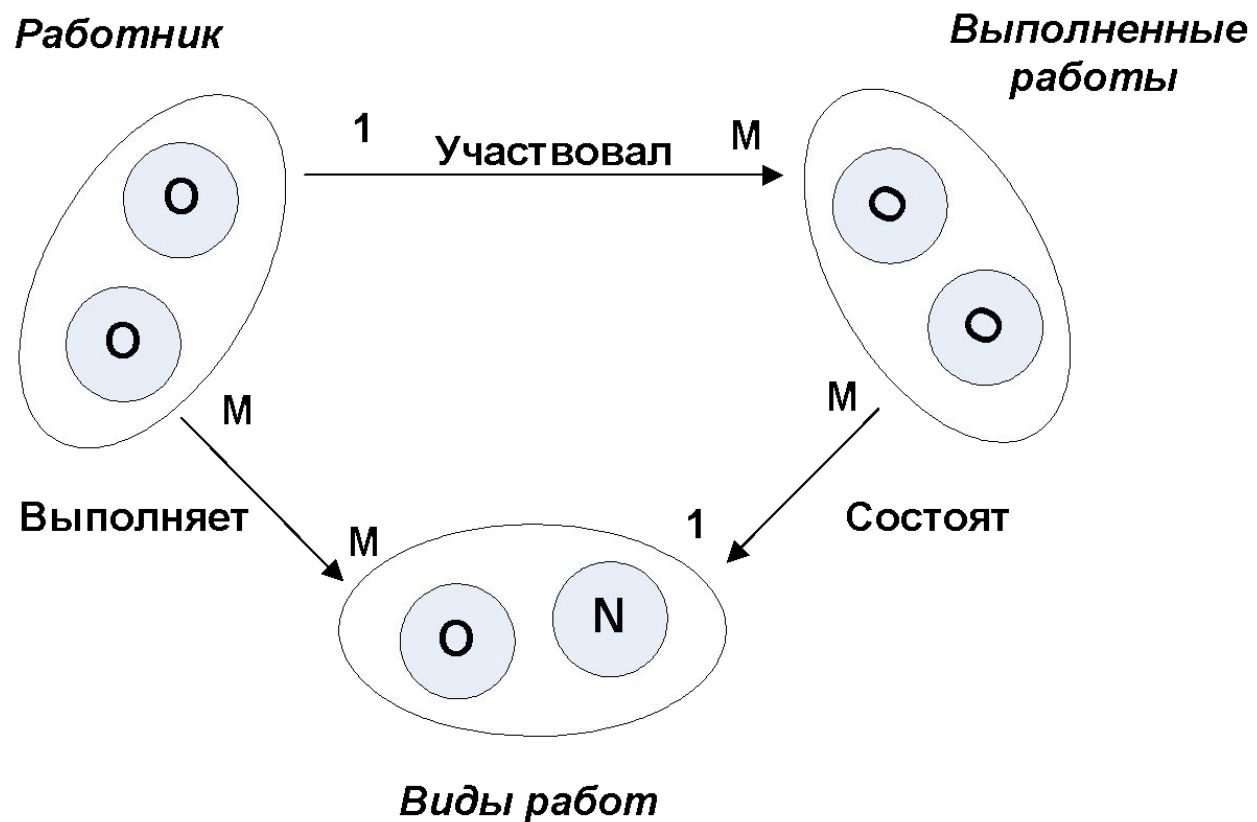 Работник
Выполненные
работы
1
Участвовал
М
О
О
О
О
М
М
Выполняет
Состоят
М
1
О
N
Виды работ